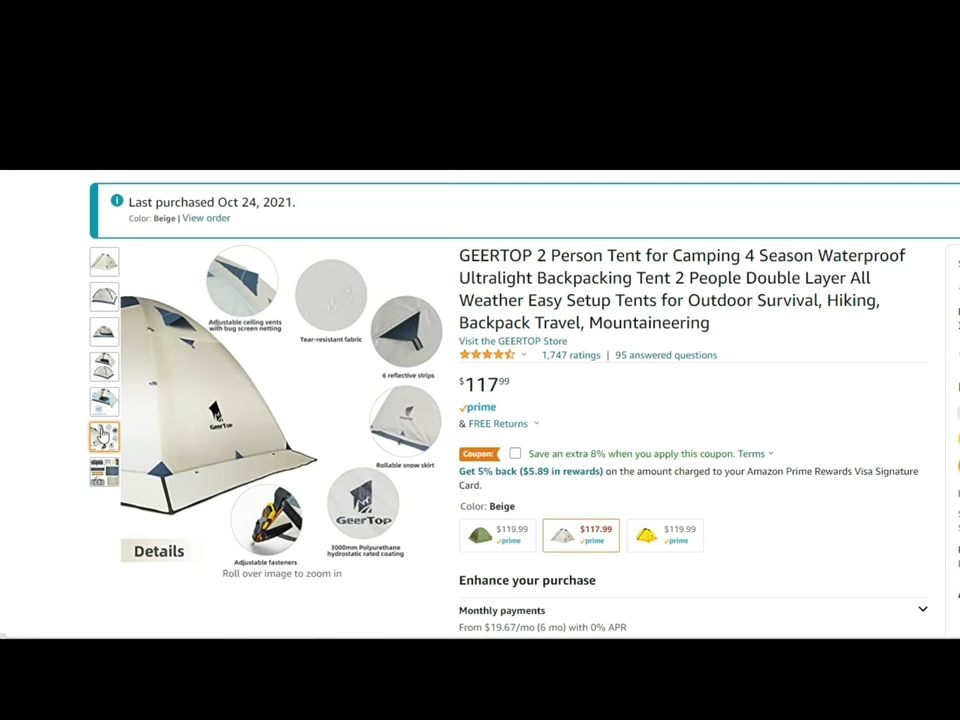 Last purchased Oct 24, 2021.
Color: Beige | View order
Adjustable ceiling vents
with bug screen netting
Tear-resistant fabric
6 reflective strips
GeerTop
Rollable snow skirt
GeerTop
3000mm Polyurethane
hydrostatic rated coating
Adjustable fasteners
Details
Roll over image to zoom in
GEERTOP 2 Person Tent for Camping 4 Season Waterproof
Ultralight Backpacking Tent 2 People Double Layer All
Weather Easy Setup Tents for Outdoor Survival, Hiking,
Backpack Travel, Mountaineering
Visit the GEERTOP Store
1,747 ratings | 95 answered questions
$117 99
prime
& FREE Returns
Coupon: Save an extra 8% when you apply this coupon. Terms
Get 5% back ($5.89 in rewards) on the amount charged to your Amazon Prime Rewards Visa Signature
Card.
Color: Beige
$119.99 $117.99 $119.99
prime prime prime
Enhance your purchase
Monthly payments
From $19.67/mo (6 mo) with 0% APR